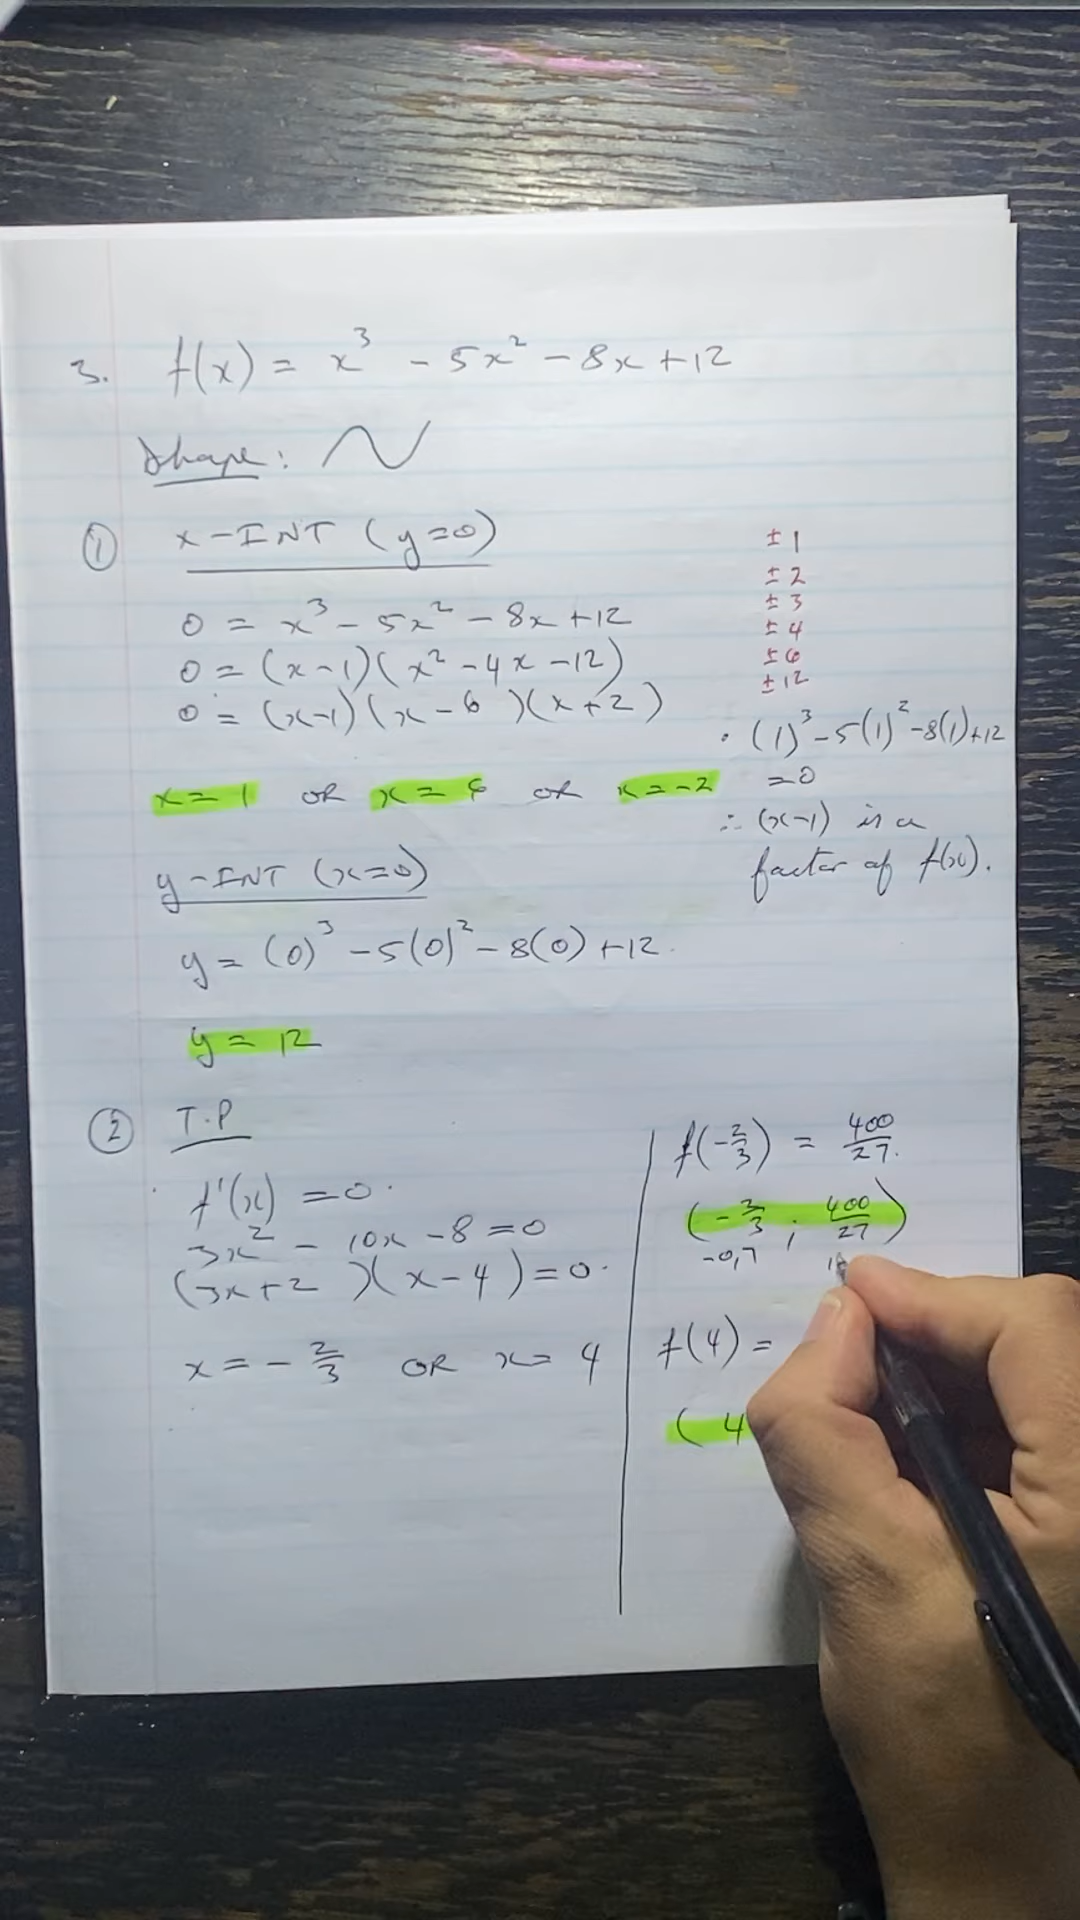 3. f(x) = x³ - 5x² - 8x + 12
Shape:
① x-INT (y=0)
0 = x³ - 5x² - 8x + 12
0 = (x-1)(x² - 4x - 12)
0 = (x-1)(x-6)(x+2)
x = 1 OR x = 6 OR x = -2
± 1
± 2
± 3
± 4
± 6
± 12
· (1)³ - 5(1)² - 8(1) + 12
= 0
∴ (x-1) is a
factor of f(x).
y-INT (x=0)
y = (0)³ - 5(0)² - 8(0) + 12.
y = 12
② T.P
f'(x) = 0.
3x² - 10x - 8 = 0
(3x+2)(x-4) = 0.
x = -2/3 OR x = 4
f(-2/3) = 400/27.
(-2/3 ; 400/27)
-0,7
f(4) =
( 4